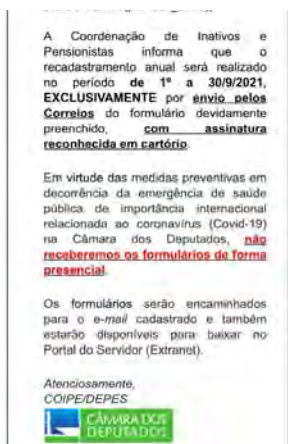 A Coordenação de Inativos e
Pensionistas informa que o
recadastramento anual será realizado
no período de 1º a 30/9/2021,
EXCLUSIVAMENTE por envio pelos
Correios do formulário devidamente
preenchido, com assinatura
reconhecida em cartório.
Em virtude das medidas preventivas em
decorrência da emergência de saúde
pública de importância internacional
relacionada ao coronavírus (Covid-19)
na Câmara dos Deputados, não
receberemos os formulários de forma
presencial.
Os formulários serão encaminhados
para o e-mail cadastrado e também
estarão disponíveis para baixar no
Portal do Servidor (Extranet).
Atenciosamente,
COIPE/DEPES
CÂMARA DOS
DEPUTADOS